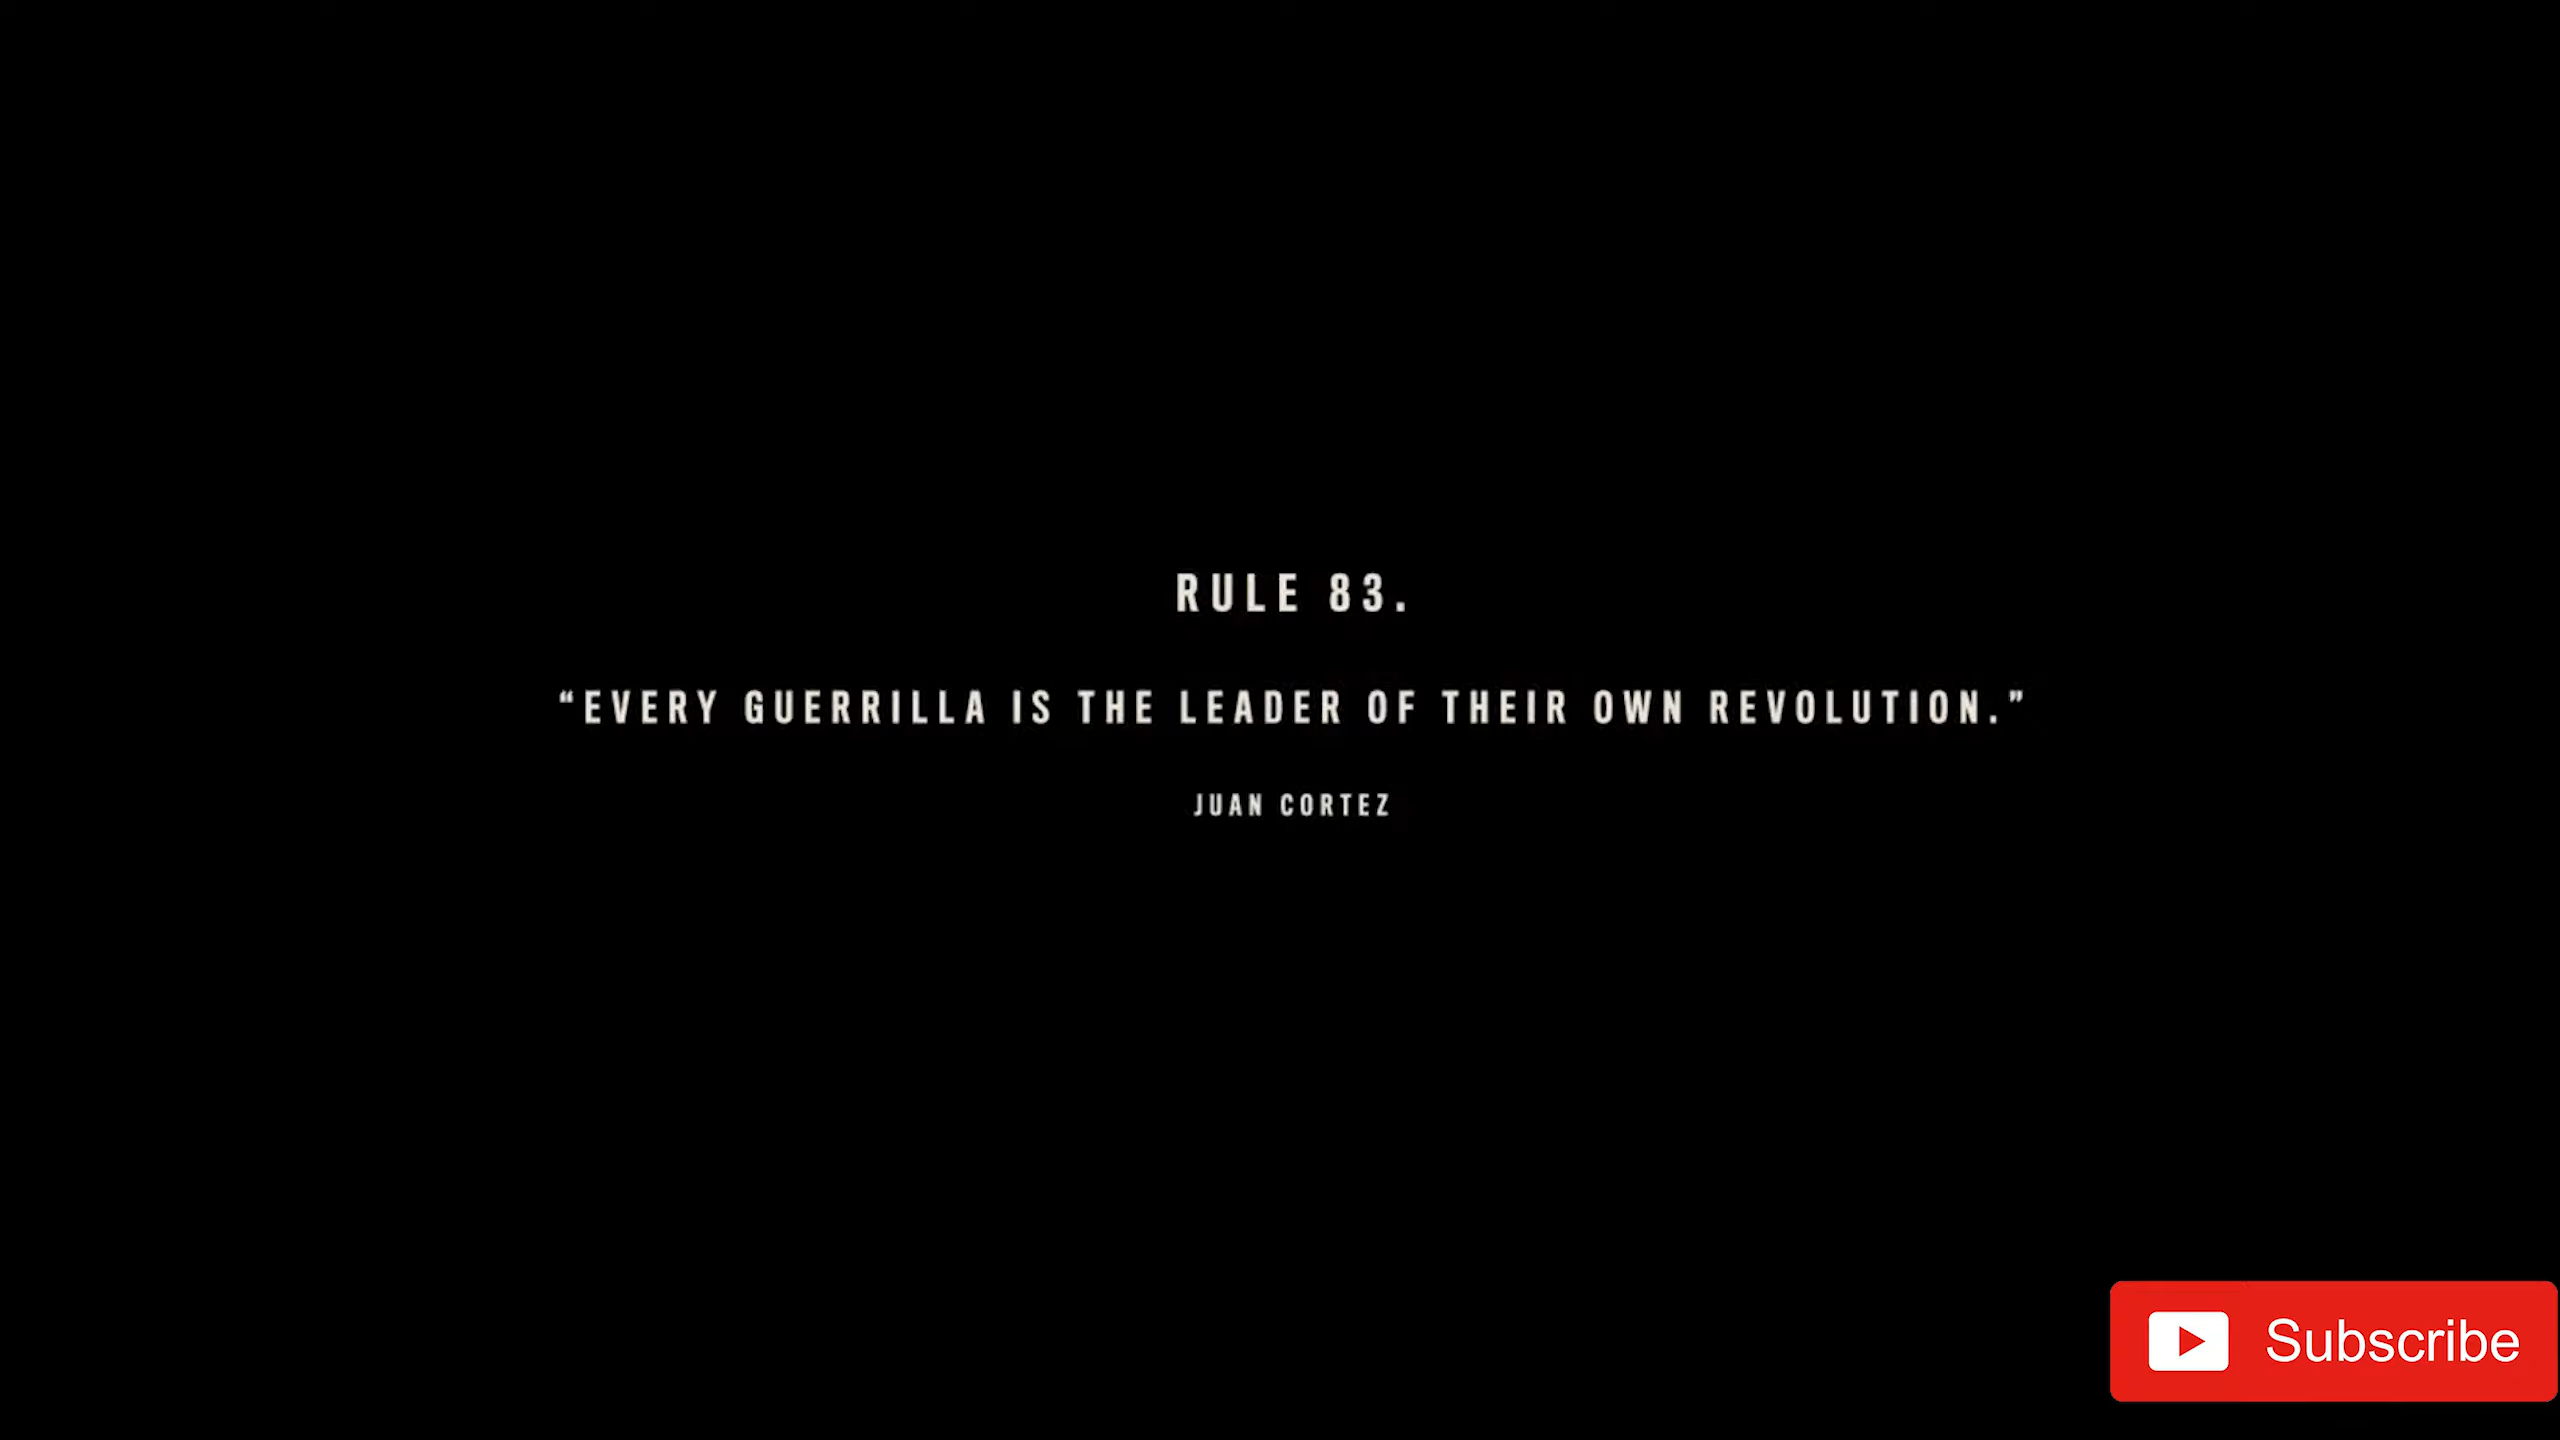 RULE 83.
“EVERY GUERRILLA IS THE LEADER OF THEIR OWN REVOLUTION.”
JUAN CORTEZ
Subscribe